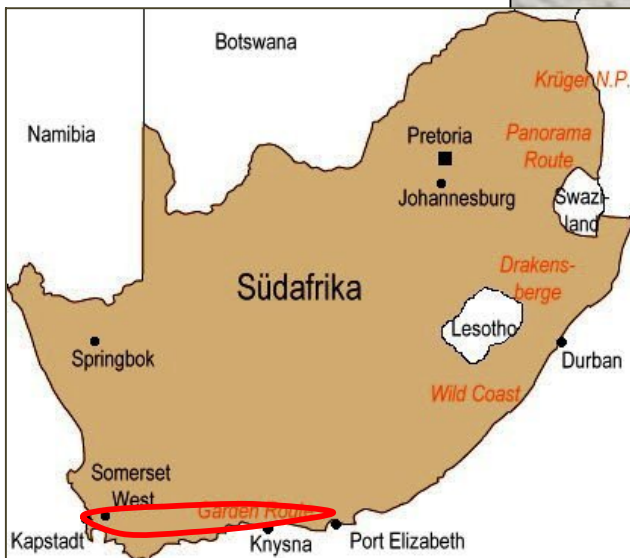 Botswana
Krüger N.P.
Namibia
Pretoria
Panorama
Route
Johannesburg
Swazi-
land
Drakens-
berge
Südafrika
Lesotho
Springbok
Durban
Wild Coast
Somerset
West
Garden Route
Kapstadt
Knysna
Port Elizabeth